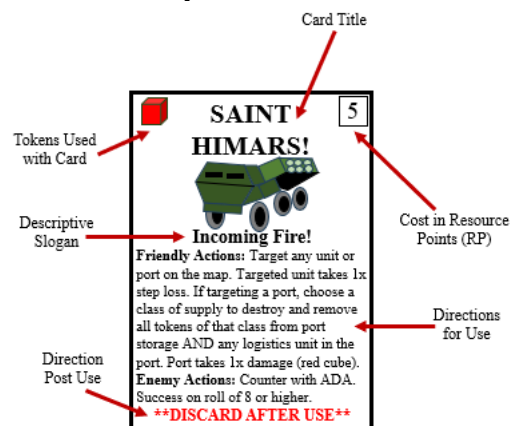 Card Title
SAINT
HIMARS!
5
Tokens Used
with Card
Descriptive
Slogan
Incoming Fire!
Cost in Resource
Points (RP)
Friendly Actions: Target any unit or
port on the map. Targeted unit takes 1x
step loss. If targeting a port, choose a
class of supply to destroy and remove
all tokens of that class from port
storage AND any logistics unit in the
port. Port takes 1x damage (red cube).
Enemy Actions: Counter with ADA.
Success on roll of 8 or higher.
**DISCARD AFTER USE**
Directions
for Use
Direction
Post Use